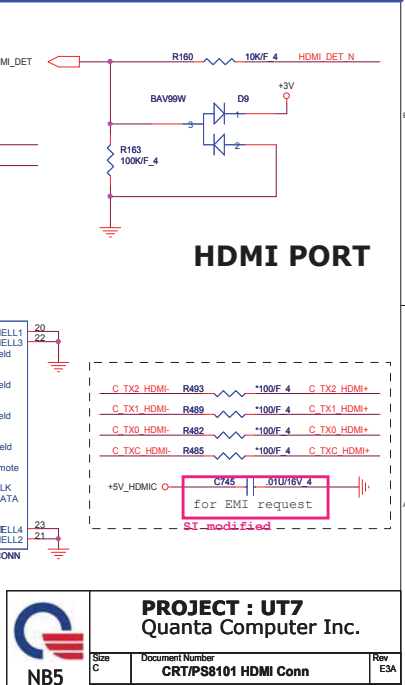 MI_DET
R160
10K/F_4
HDMI_DET_N
+3V
BAV99W
D9
1
3
2
R163
100K/F_4
HDMI PORT
ELL1
20
ELL3
22
eld
eld
eld
eld
mote
LK
ATA
ELL4
23
ELL2
21
CONN
C_TX2_HDMI-
R493
*100/F_4
C_TX2_HDMI+
C_TX1_HDMI-
R489
*100/F_4
C_TX1_HDMI+
C_TX0_HDMI-
R482
*100/F_4
C_TX0_HDMI+
C_TXC_HDMI-
R485
*100/F_4
C_TXC_HDMI+
+5V_HDMIC
C745
.01U/16V_4
for EMI request
SI modified
PROJECT : UT7
Quanta Computer Inc.
NB5
Size
C
Document Number
CRT/PS8101 HDMI Conn
Rev
E3A